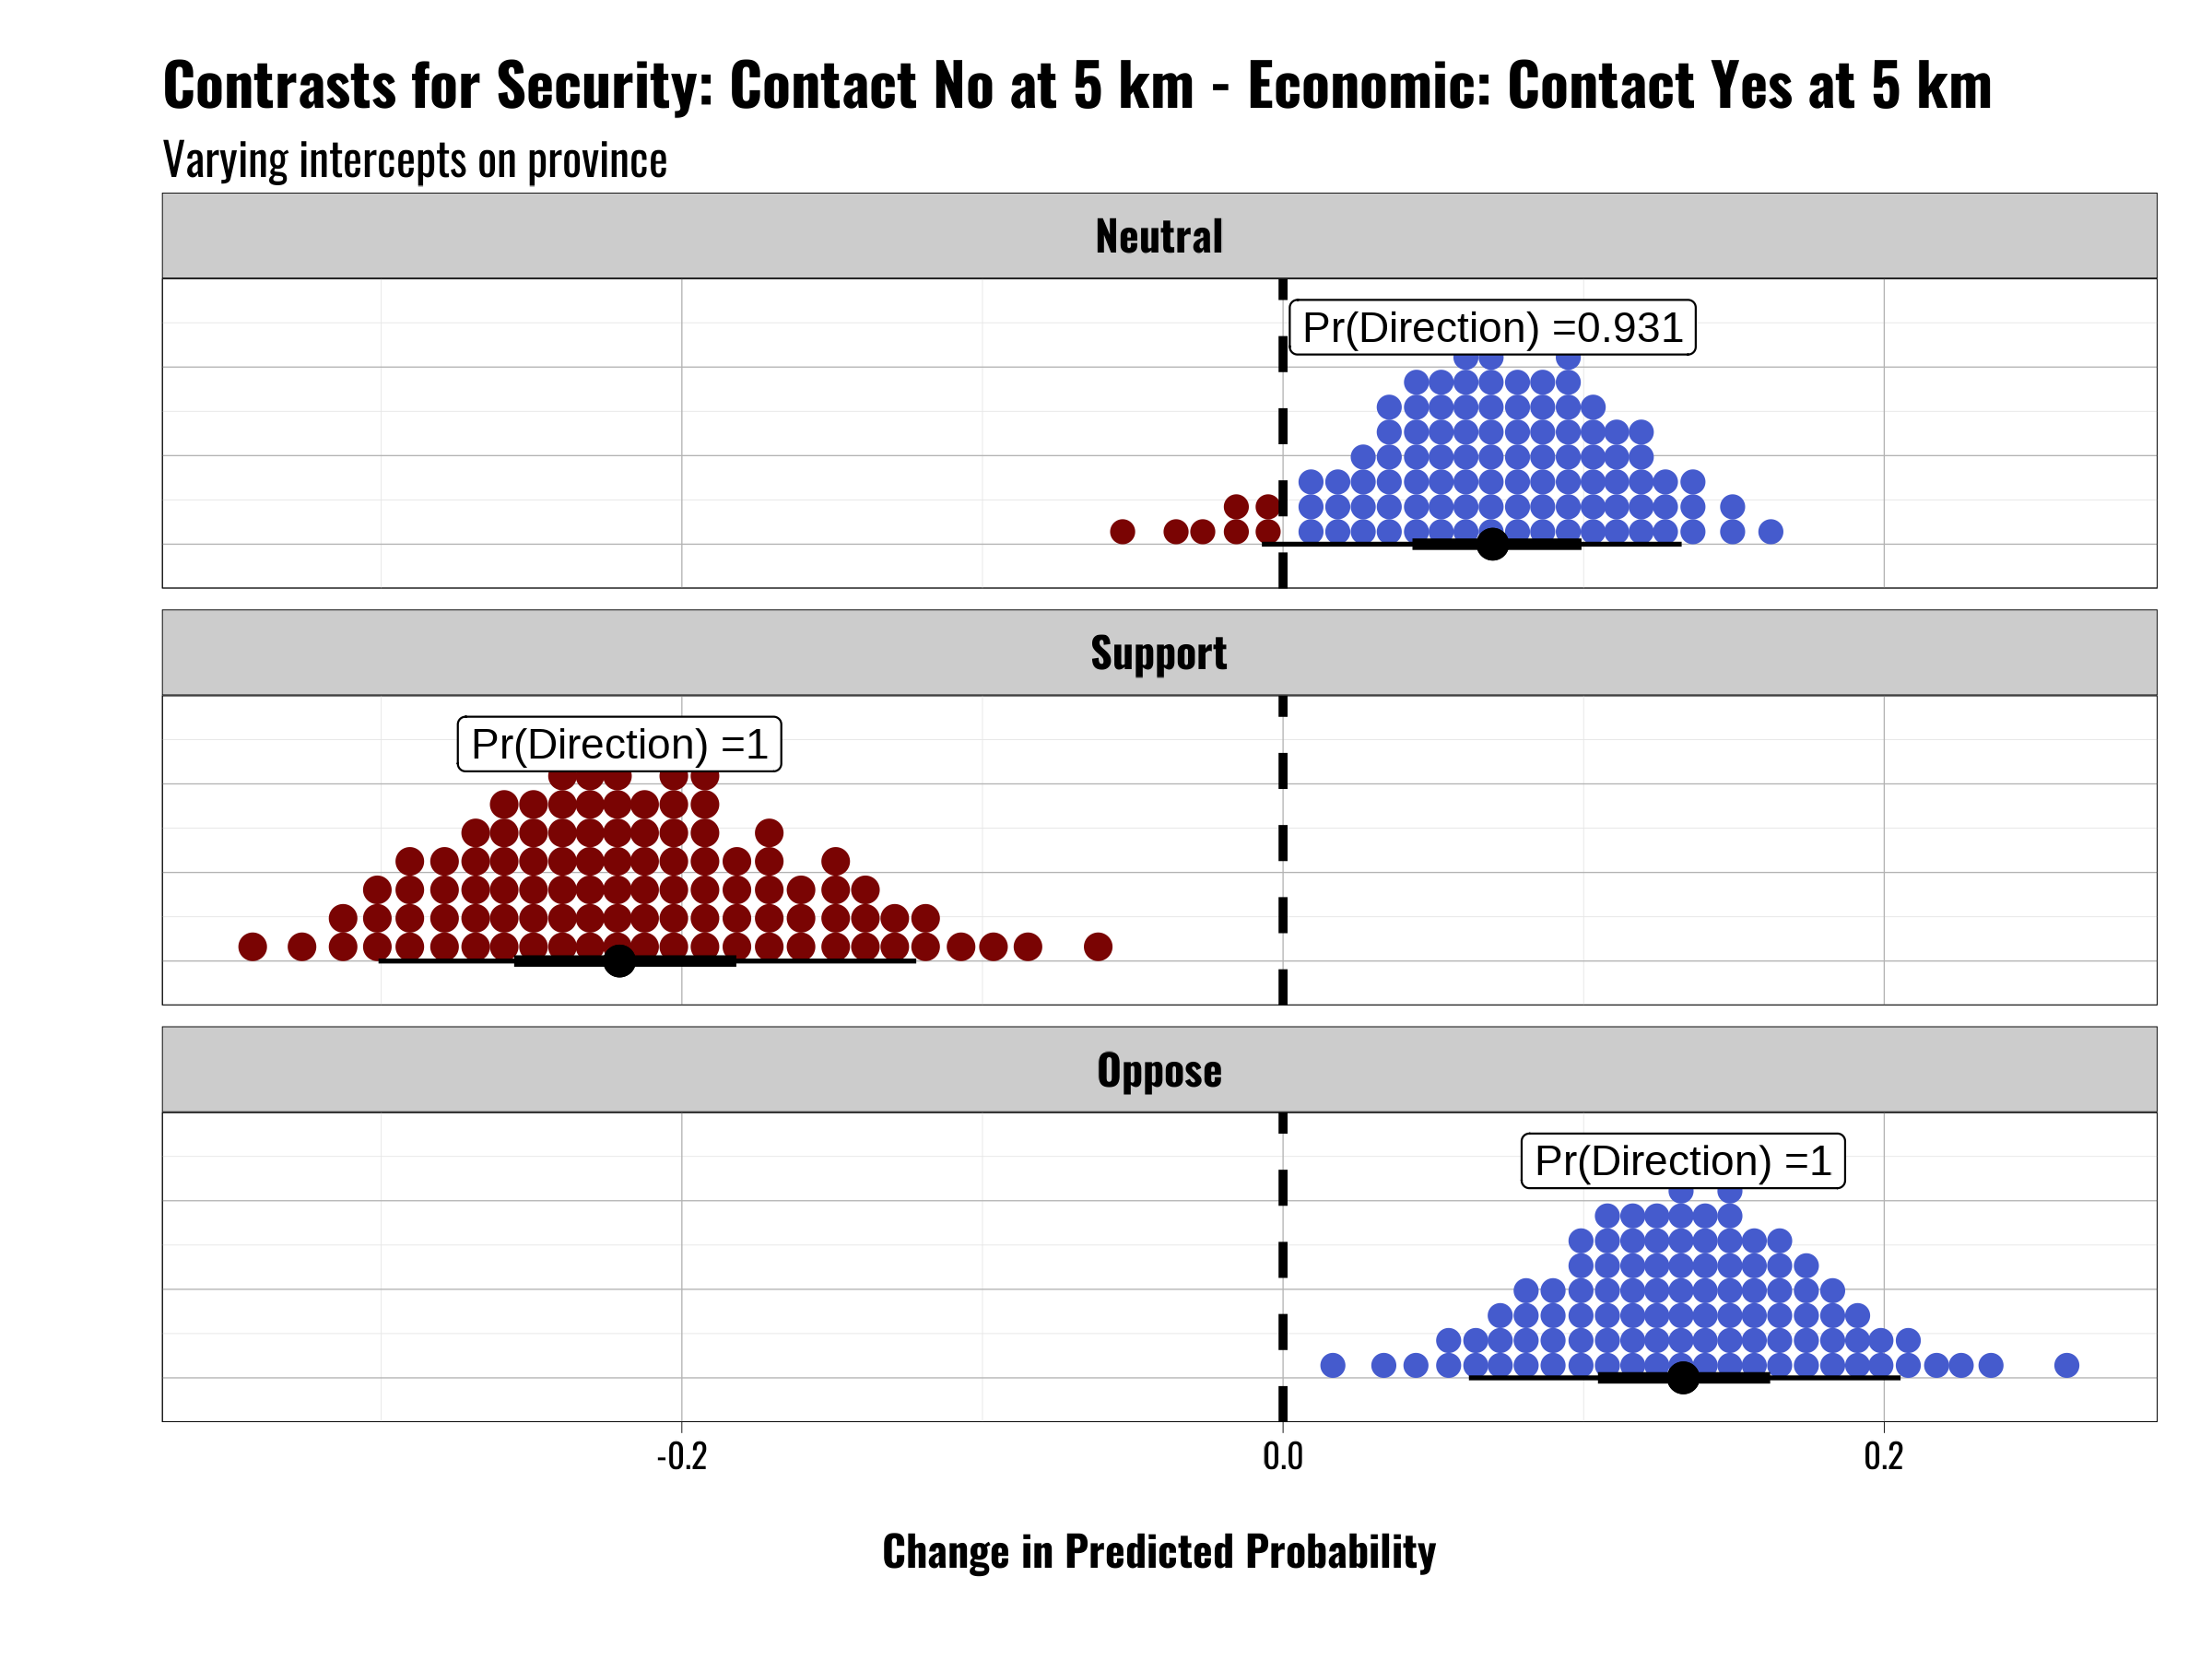 Contrasts for Security: Contact No at 5 km - Economic: Contact Yes at 5 km
Varying intercepts on province
Neutral
Pr(Direction) =0.931
Support
Pr(Direction) =1
Oppose
Pr(Direction) =1
-0.2 0.0 0.2
Change in Predicted Probability